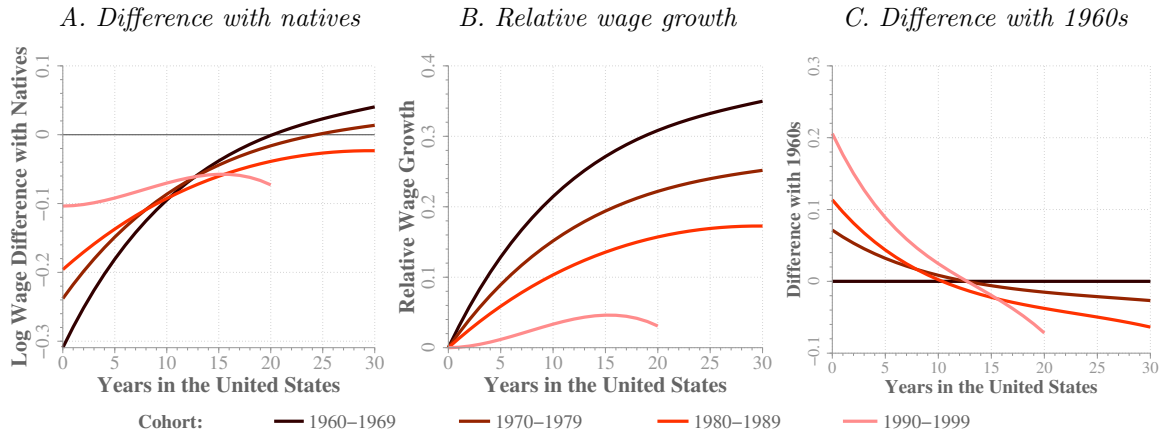 A. Difference with natives
B. Relative wage growth
C. Difference with 1960s
Log Wage Difference with Natives
0.1
0
−0.1
−0.2
−0.3
0 5 10 15 20 25 30
Years in the United States
Relative Wage Growth
0.4
0.3
0.2
0.1
0
0 5 10 15 20 25 30
Years in the United States
Difference with 1960s
0.3
0.2
0.1
0
−0.1
0 5 10 15 20 25 30
Years in the United States
Cohort: 1960−1969 1970−1979 1980−1989 1990−1999